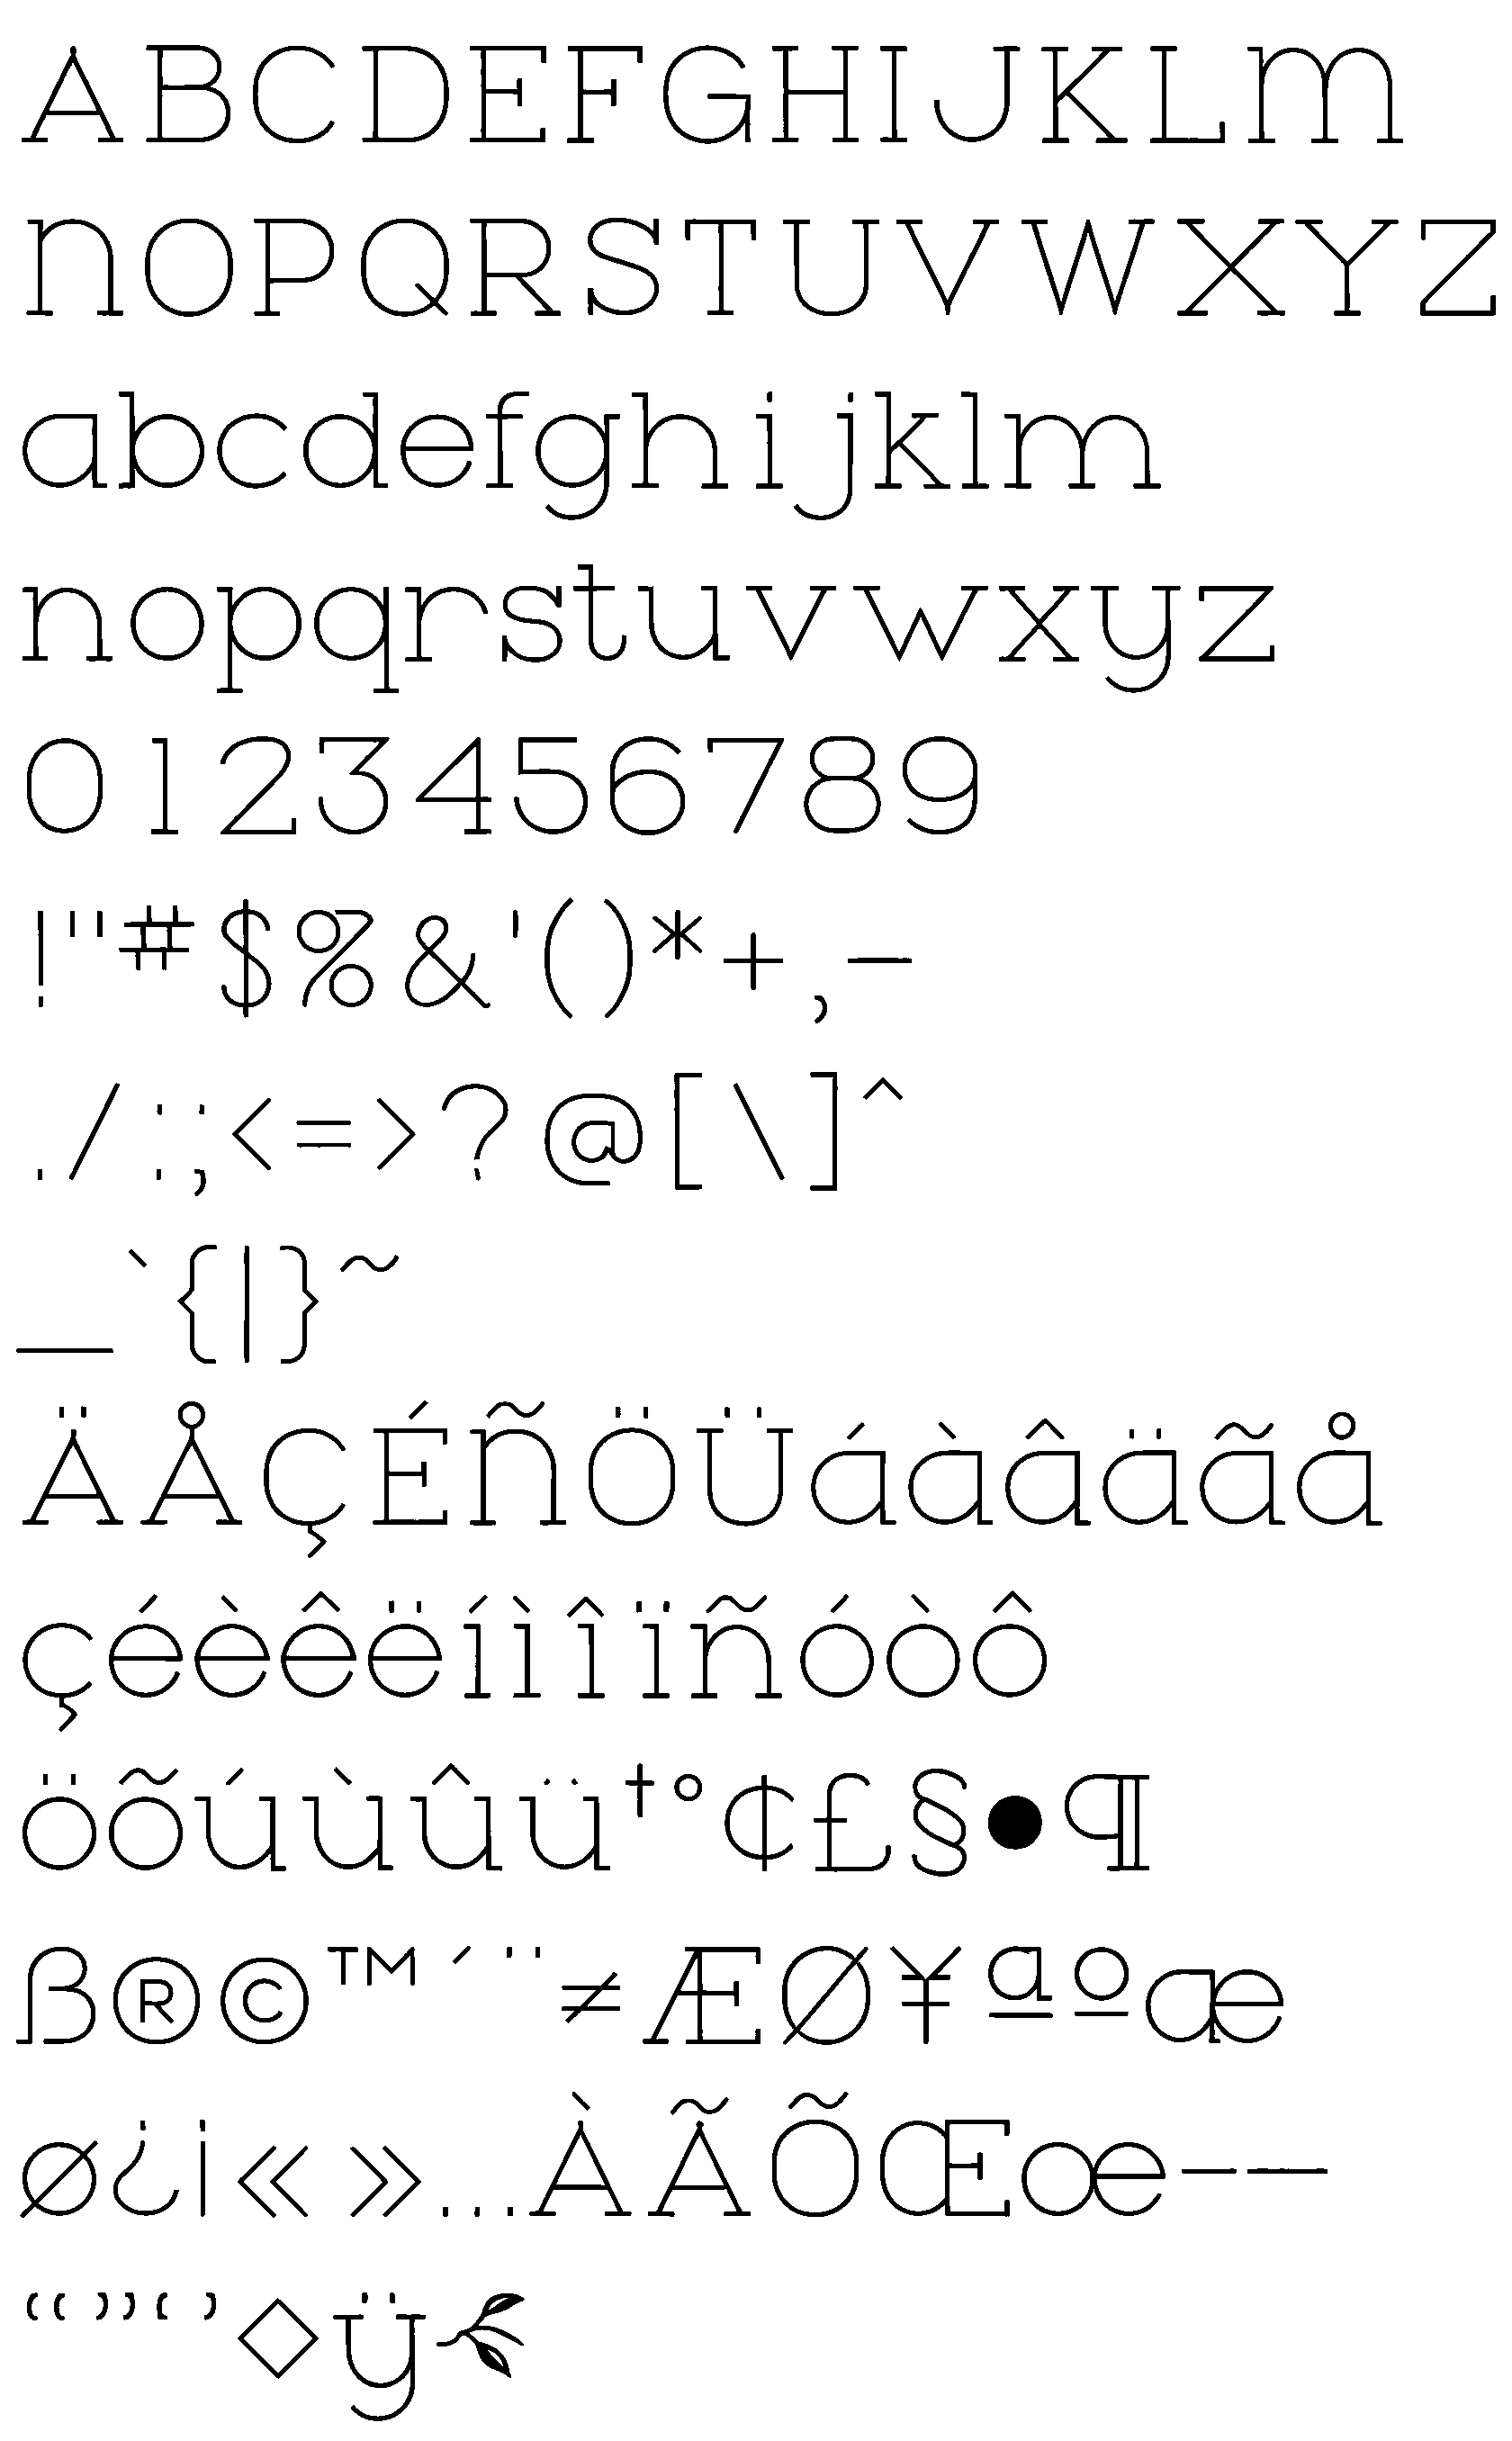 ABCDEFGHIJKLM
NOPQRSTUVWXYZ
abcdefghijklm
nopqrstuvwxyz
0123456789
!"#$%&'()*+,-
./:;<=>?@[\]^
_`{|}~
ÄÅÇÉÑÖÜáàâäãå
çéèêëíìîïñóòô
öõúùûü†°¢£§•¶
ß®©™´¨≠ÆØ¥ªºæ
ø¿¡«»…ÀÃÕŒœ–—
“”‘’◊ÿ